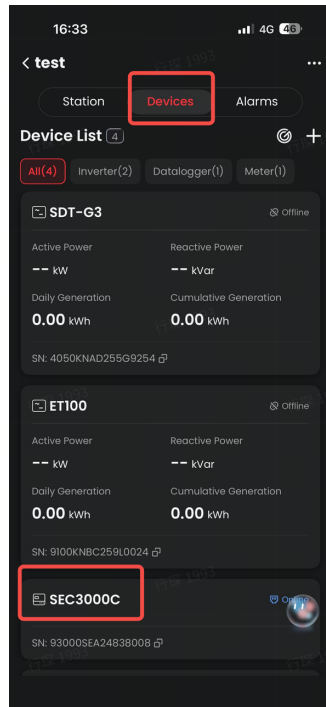 16:33 4G 46
< test ...
Station Devices Alarms
Device List 4
All(4) Inverter(2) Datalogger(1) Meter(1)
SDT-G3 Offline
Active Power Reactive Power
-- kW -- kVar
Daily Generation Cumulative Generation
0.00 kWh 0.00 kWh
SN: 4050KNAD255G9254
ET100 Offline
Active Power Reactive Power
-- kW -- kVar
Daily Generation Cumulative Generation
0.00 kWh 0.00 kWh
SN: 9100KNBC259L0024
SEC3000C
SN: 93000SEA24838008